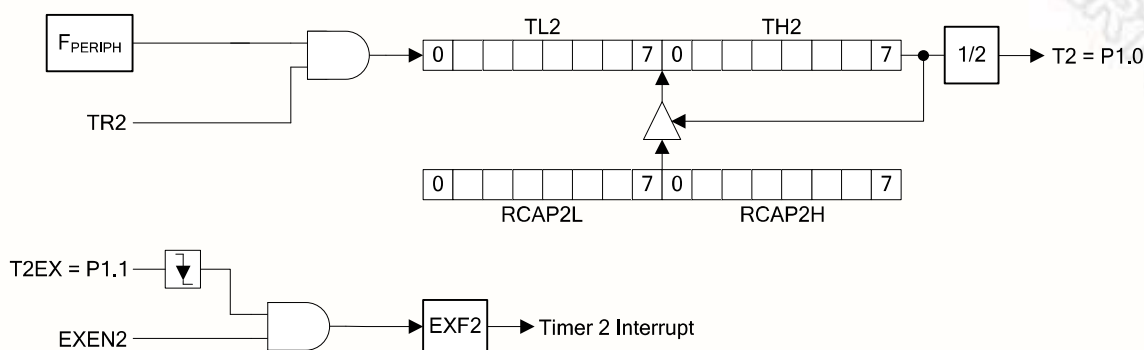 TL2 TH2
FPERIPH 0 7 0 7 1/2 T2 = P1.0
TR2
0 7 0 7
RCAP2L RCAP2H
T2EX = P1.1
EXEN2 EXF2 Timer 2 Interrupt